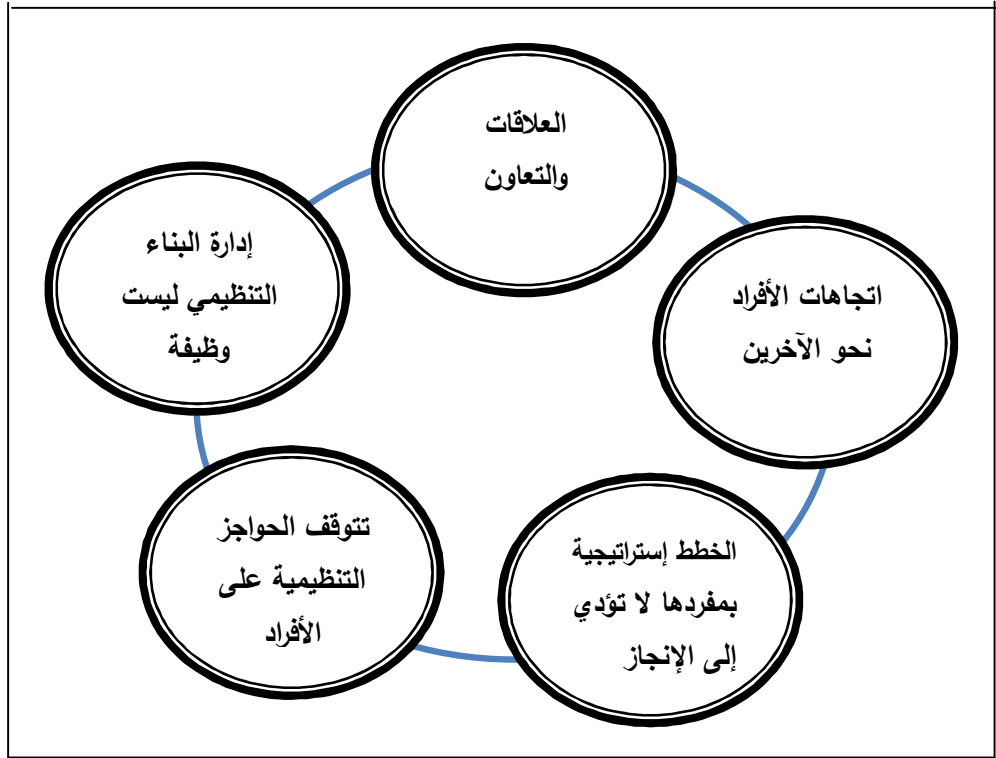 العلاقات
والتعاون
اتجاهات الأفراد
نحو الآخرين
الخطط إستراتيجية
بمفردها لا تؤدي
إلى الإنجاز
تتوقف الحواجز
التنظيمية على
الأفراد
إدارة البناء
التنظيمي ليست
وظيفة